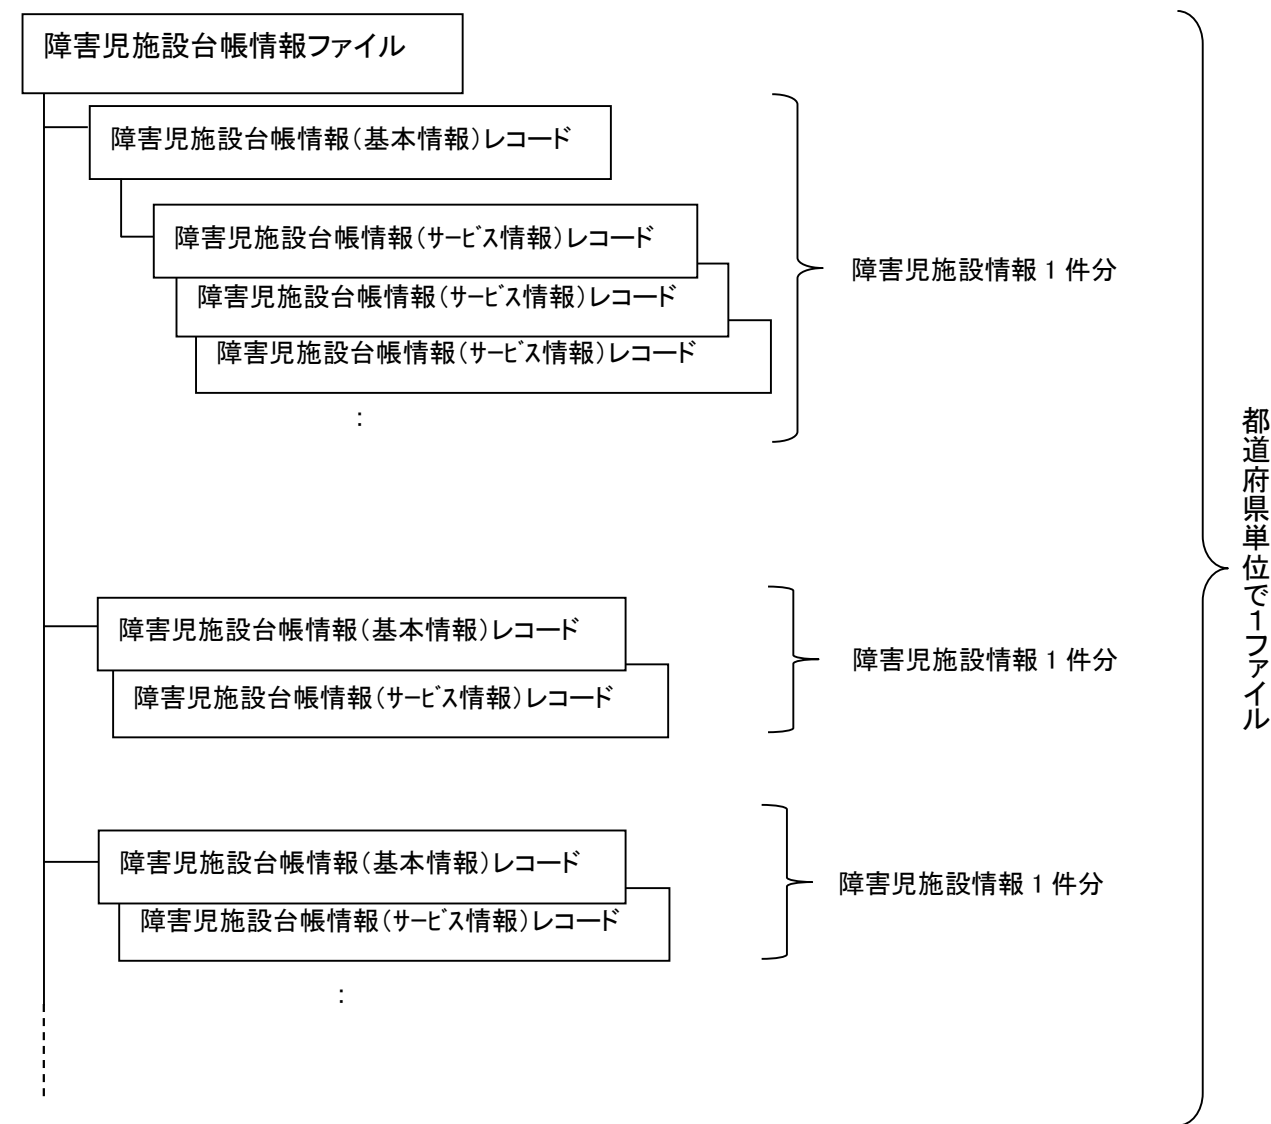 障害児施設台帳情報ファイル
障害児施設台帳情報（基本情報）レコード
障害児施設台帳情報（ｻｰﾋﾞｽ情報）レコード
障害児施設台帳情報（ｻｰﾋﾞｽ情報）レコード
障害児施設台帳情報（ｻｰﾋﾞｽ情報）レコード
：
障害児施設情報 1 件分
障害児施設台帳情報（基本情報）レコード
障害児施設台帳情報（ｻｰﾋﾞｽ情報）レコード
障害児施設情報 1 件分
障害児施設台帳情報（基本情報）レコード
障害児施設台帳情報（ｻｰﾋﾞｽ情報）レコード
：
障害児施設情報 1 件分
都道府県単位で1ファイル